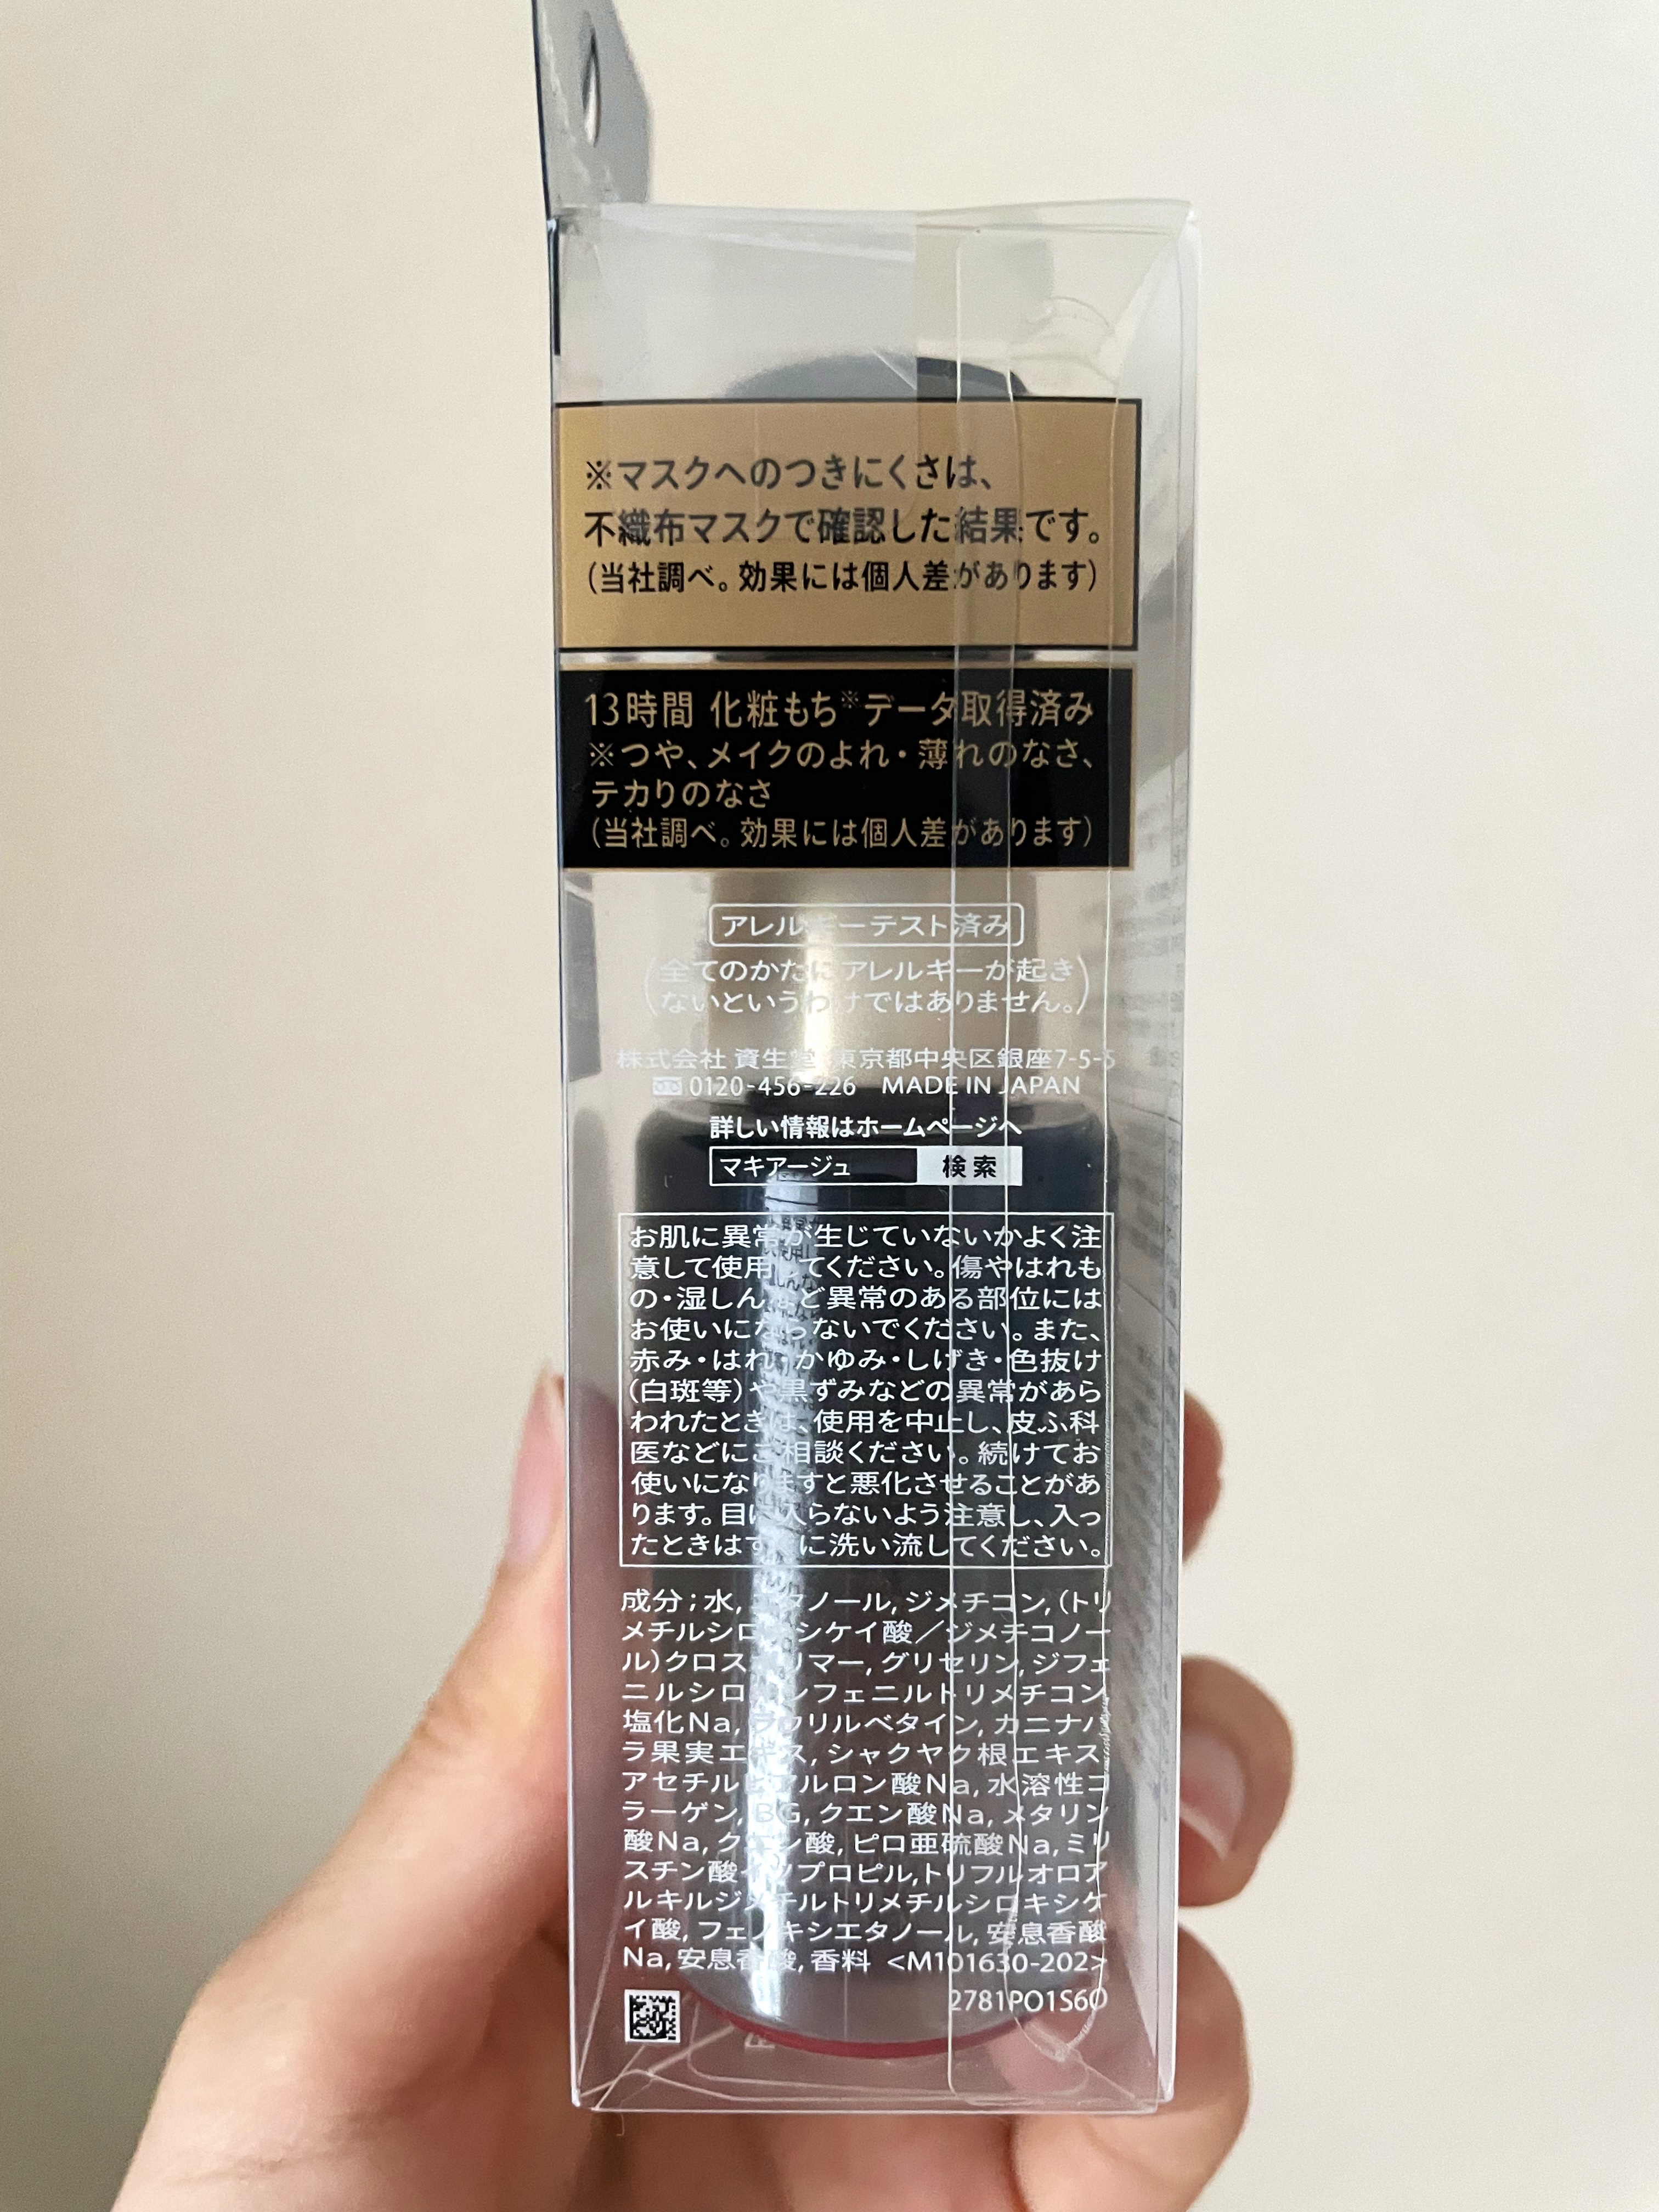 ※マスクへのつきにくさは、
不織布マスクで確認した結果です。
(当社調べ。効果には個人差があります)
13時間 化粧もち※データ取得済み
※つや、メイクのよれ・薄れのなさ、
テカりのなさ
(当社調べ。効果には個人差があります)
アレルギーテスト済み
(全てのかたにアレルギーが起き
ないというわけではありません。)
株式会社 資生堂 東京都中央区銀座7-5-5
0120-456-226 MADE IN JAPAN
詳しい情報はホームページへ
マキアージュ 検索
お肌に異常が生じていないかよく注
意して使用してください。傷やはれも
の・湿しんなど異常のある部位には
お使いにならないでください。また、
赤み・はれ・かゆみ・しげき・色抜け
(白斑等)や黒ずみなどの異常があら
われたときは、使用を中止し、皮ふ科
医などにご相談ください。続けてお
使いになりますと悪化させることがあ
ります。目に入らないよう注意し、入っ
たときはすぐに洗い流してください。
成分;水,エタノール,ジメチコン,(トリ
メチルシロキシケイ酸/ジメチコノー
ル)クロスポリマー,グリセリン,ジフェ
ニルシロキシフェニルトリメチコン,
塩化Na,ラウリルベタイン,カニナバ
ラ果実エキス,シャクヤク根エキス,
アセチルヒアルロン酸Na,水溶性コ
ラーゲン,BG,クエン酸Na,メタリン
酸Na,クエン酸,ピロ亜硫酸Na,ミリ
スチン酸イソプロピル,トリフルオロア
ルキルジメチルトリメチルシロキシケ
イ酸,フェノキシエタノール,安息香酸
Na,安息香酸,香料 <M101630-202>
2781PO1S6O